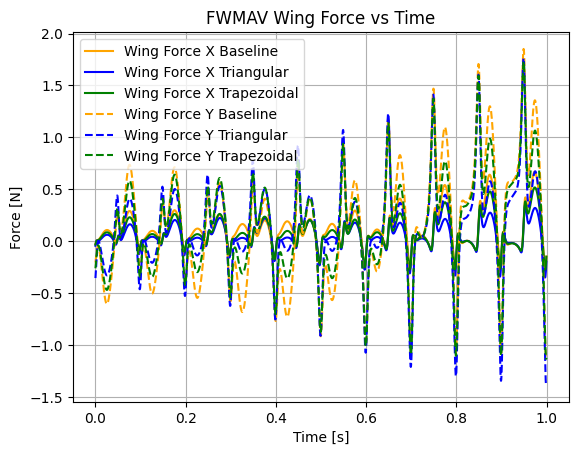 FWMAV Wing Force vs Time
Wing Force X Baseline
Wing Force X Triangular
Wing Force X Trapezoidal
Wing Force Y Baseline
Wing Force Y Triangular
Wing Force Y Trapezoidal
2.0
1.5
1.0
0.5
0.0
−0.5
−1.0
−1.5
Force [N]
0.0 0.2 0.4 0.6 0.8 1.0
Time [s]